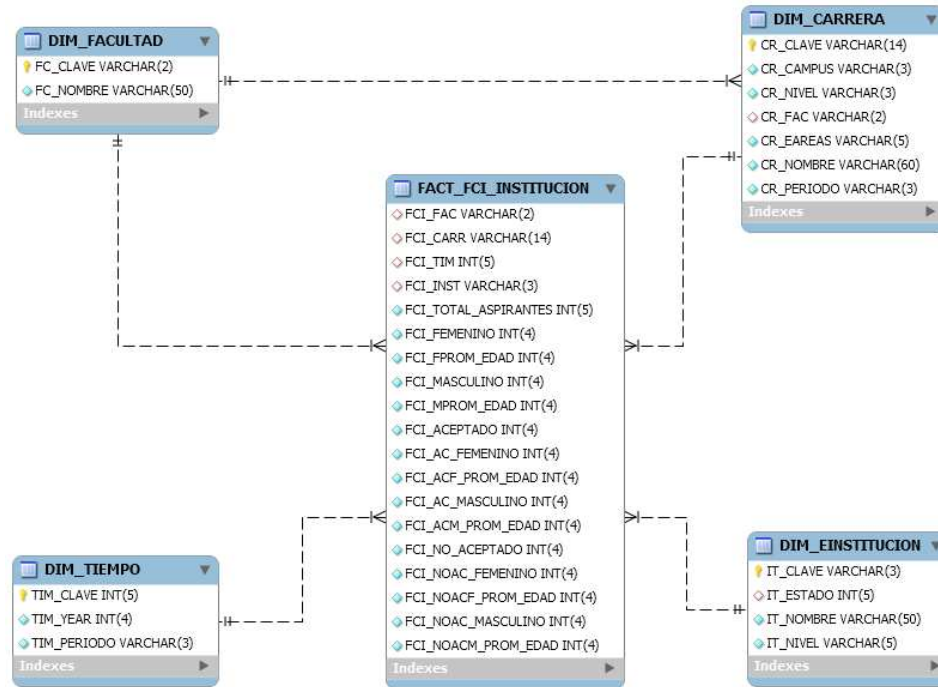 DIM_FACULTAD
FC_CLAVE VARCHAR(2)
FC_NOMBRE VARCHAR(50)
Indexes
DIM_CARRERA
CR_CLAVE VARCHAR(14)
CR_CAMPUS VARCHAR(3)
CR_NIVEL VARCHAR(3)
CR_FAC VARCHAR(2)
CR_EAREAS VARCHAR(5)
CR_NOMBRE VARCHAR(60)
CR_PERIODO VARCHAR(3)
Indexes
FACT_FCI_INSTITUCION
FCI_FAC VARCHAR(2)
FCI_CARR VARCHAR(14)
FCI_TIM INT(5)
FCI_INST VARCHAR(3)
FCI_TOTAL_ASPIRANTES INT(5)
FCI_FEMENINO INT(4)
FCI_FPROM_EDAD INT(4)
FCI_MASCULINO INT(4)
FCI_MPROM_EDAD INT(4)
FCI_ACEPTADO INT(4)
FCI_AC_FEMENINO INT(4)
FCI_ACF_PROM_EDAD INT(4)
FCI_AC_MASCULINO INT(4)
FCI_ACM_PROM_EDAD INT(4)
FCI_NO_ACEPTADO INT(4)
FCI_NOAC_FEMENINO INT(4)
FCI_NOACF_PROM_EDAD INT(4)
FCI_NOAC_MASCULINO INT(4)
FCI_NOACM_PROM_EDAD INT(4)
Indexes
DIM_TIEMPO
TIM_CLAVE INT(5)
TIM_YEAR INT(4)
TIM_PERIODO VARCHAR(3)
Indexes
DIM_EINSTITUCION
IT_CLAVE VARCHAR(3)
IT_ESTADO INT(5)
IT_NOMBRE VARCHAR(50)
IT_NIVEL VARCHAR(5)
Indexes